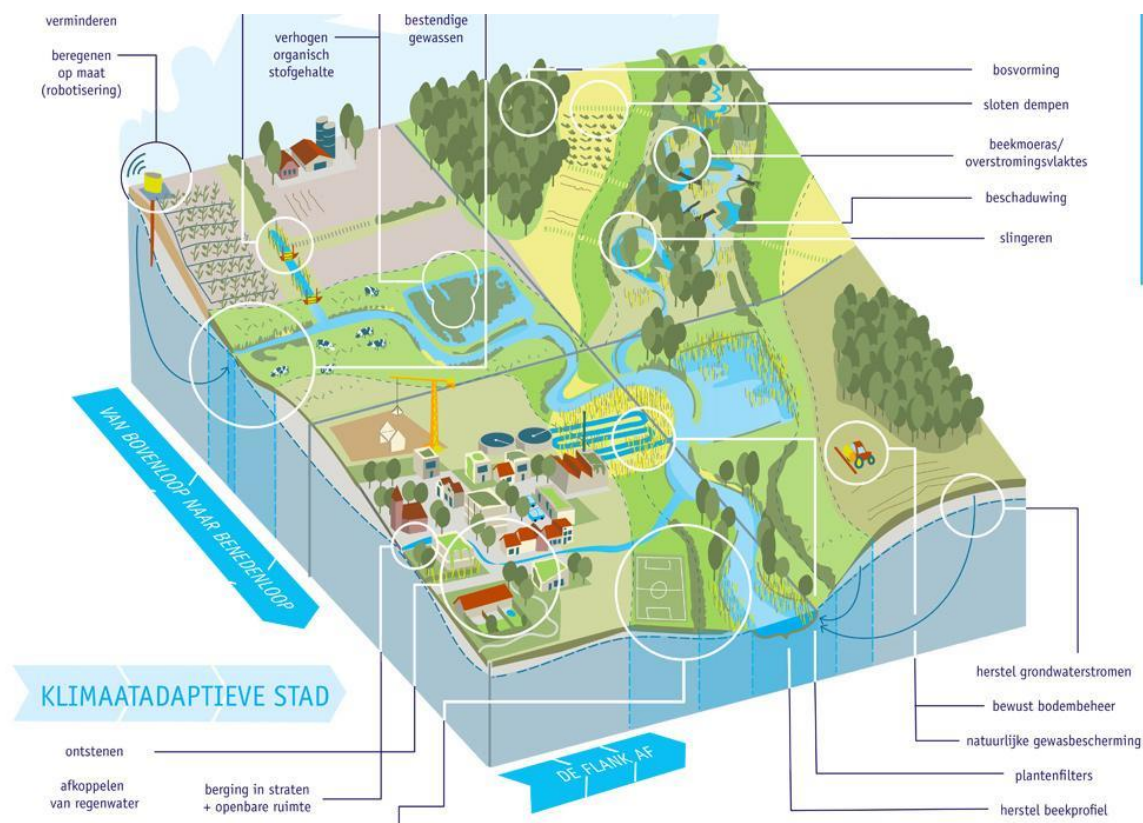 verminderen
beregenen
op maat
(robotisering)
verhogen
organisch
stofgehalte
bestendige
gewassen
bosvorming
sloten dempen
beekmoeras/
overstromingsvlaktes
beschaduwing
slingeren
VAN BOVENLOOP NAAR BENEDENLOOP
KLIMAATADAPTIEVE STAD
DE FLANK AF
ontstenen
afkoppelen
van regenwater
berging in straten
+ openbare ruimte
herstel grondwaterstromen
bewust bodembeheer
natuurlijke gewasbescherming
plantenfilters
herstel beekprofiel